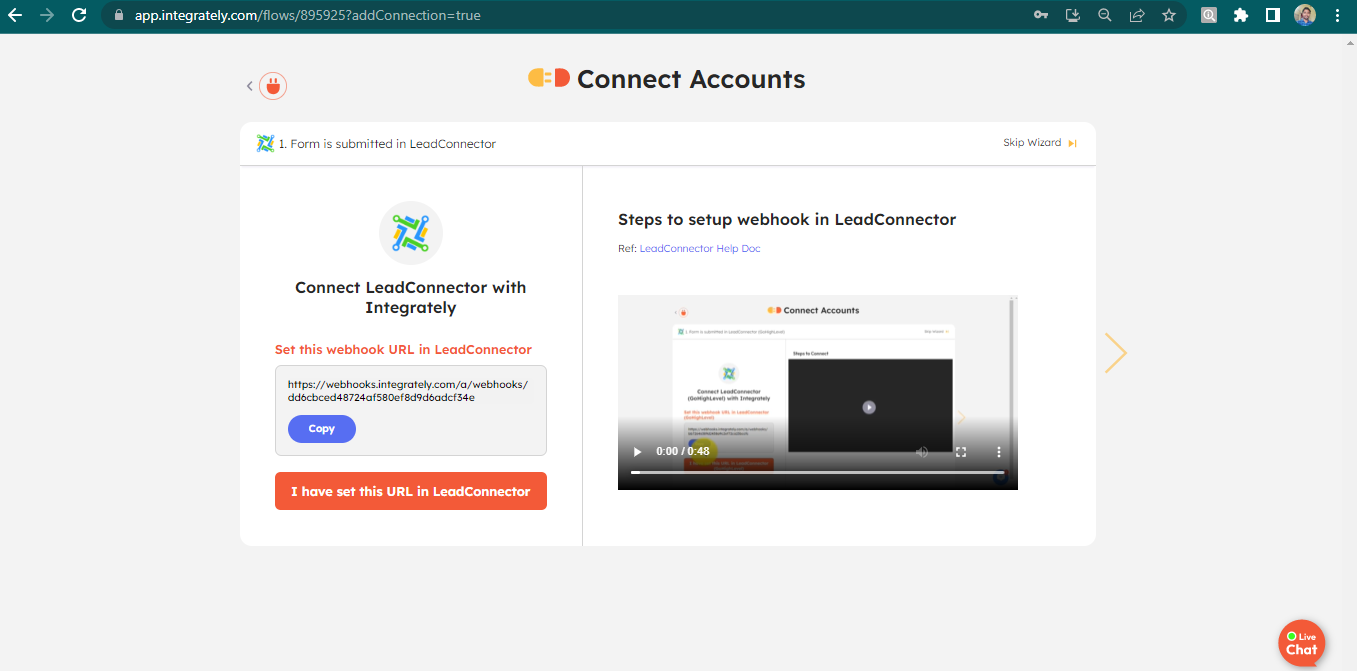 app.integrately.com/flows/895925?addConnection=true
Connect Accounts
1. Form is submitted in LeadConnector
Skip Wizard
Connect LeadConnector with
Integrately
Set this webhook URL in LeadConnector
https://webhooks.integrately.com/a/webhooks/
dd6cbced48724af580ef8d9d6adcf34e
Copy
I have set this URL in LeadConnector
Steps to setup webhook in LeadConnector
Ref: LeadConnector Help Doc
Connect Accounts
1. Form is submitted in LeadConnector (GoHighLevel)
Steps to Connect
Connect LeadConnector
(GoHighLevel) with Integrately
Set this webhook URL in LeadConnector
(GoHighLevel)
0:00 / 0:48
Live
Chat